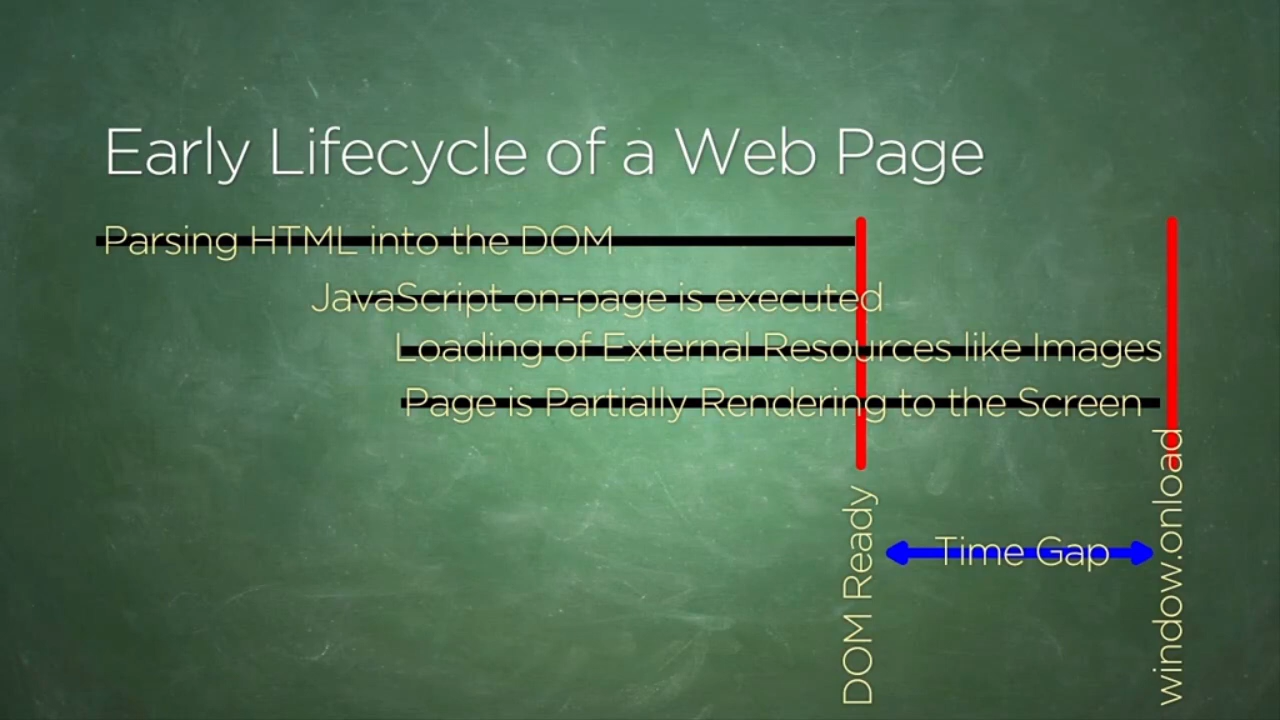 Early Lifecycle of a Web Page
Parsing HTML into the DOM
JavaScript on-page is executed
Loading of External Resources like Images
Page is Partially Rendering to the Screen
DOM Ready
Time Gap
window.onload